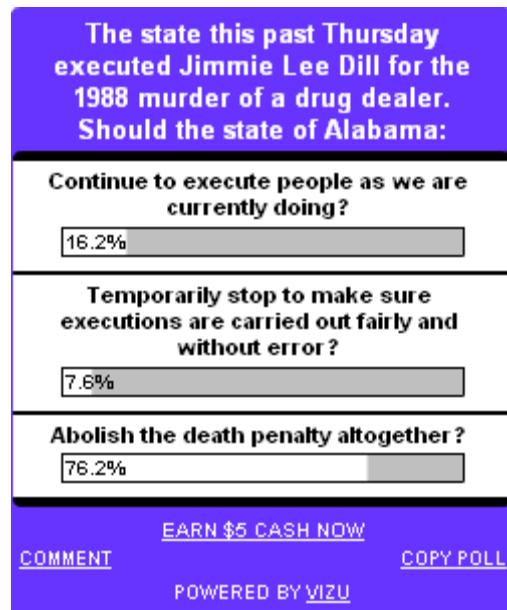 The state this past Thursday
executed Jimmie Lee Dill for the
1988 murder of a drug dealer.
Should the state of Alabama:
Continue to execute people as we are
currently doing?
16.2%
Temporarily stop to make sure
executions are carried out fairly and
without error?
7.6%
Abolish the death penalty altogether?
76.2%
EARN $5 CASH NOW
COMMENT COPY POLL
POWERED BY VIZU